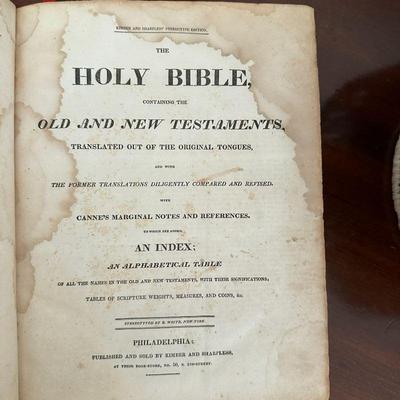 KIMBER AND SHARPLESS' STEREOTYPE EDITION.
THE
HOLY BIBLE,
CONTAINING THE
OLD AND NEW TESTAMENTS,
TRANSLATED OUT OF THE ORIGINAL TONGUES,
AND WITH
THE FORMER TRANSLATIONS DILIGENTLY COMPARED AND REVISED.
WITH
CANNE'S MARGINAL NOTES AND REFERENCES.
TO WHICH ARE ADDED,
AN INDEX;
AN ALPHABETICAL TABLE
OF ALL THE NAMES IN THE OLD AND NEW TESTAMENTS, WITH THEIR SIGNIFICATIONS;
TABLES OF SCRIPTURE WEIGHTS, MEASURES, AND COINS, &c.
STEREOTYPED BY E. WHITE, NEW-YORK.
PHILADELPHIA:
PUBLISHED AND SOLD BY KIMBER AND SHARPLESS,
AT THEIR BOOK-STORE, NO. 50, N. FOURTH STREET.